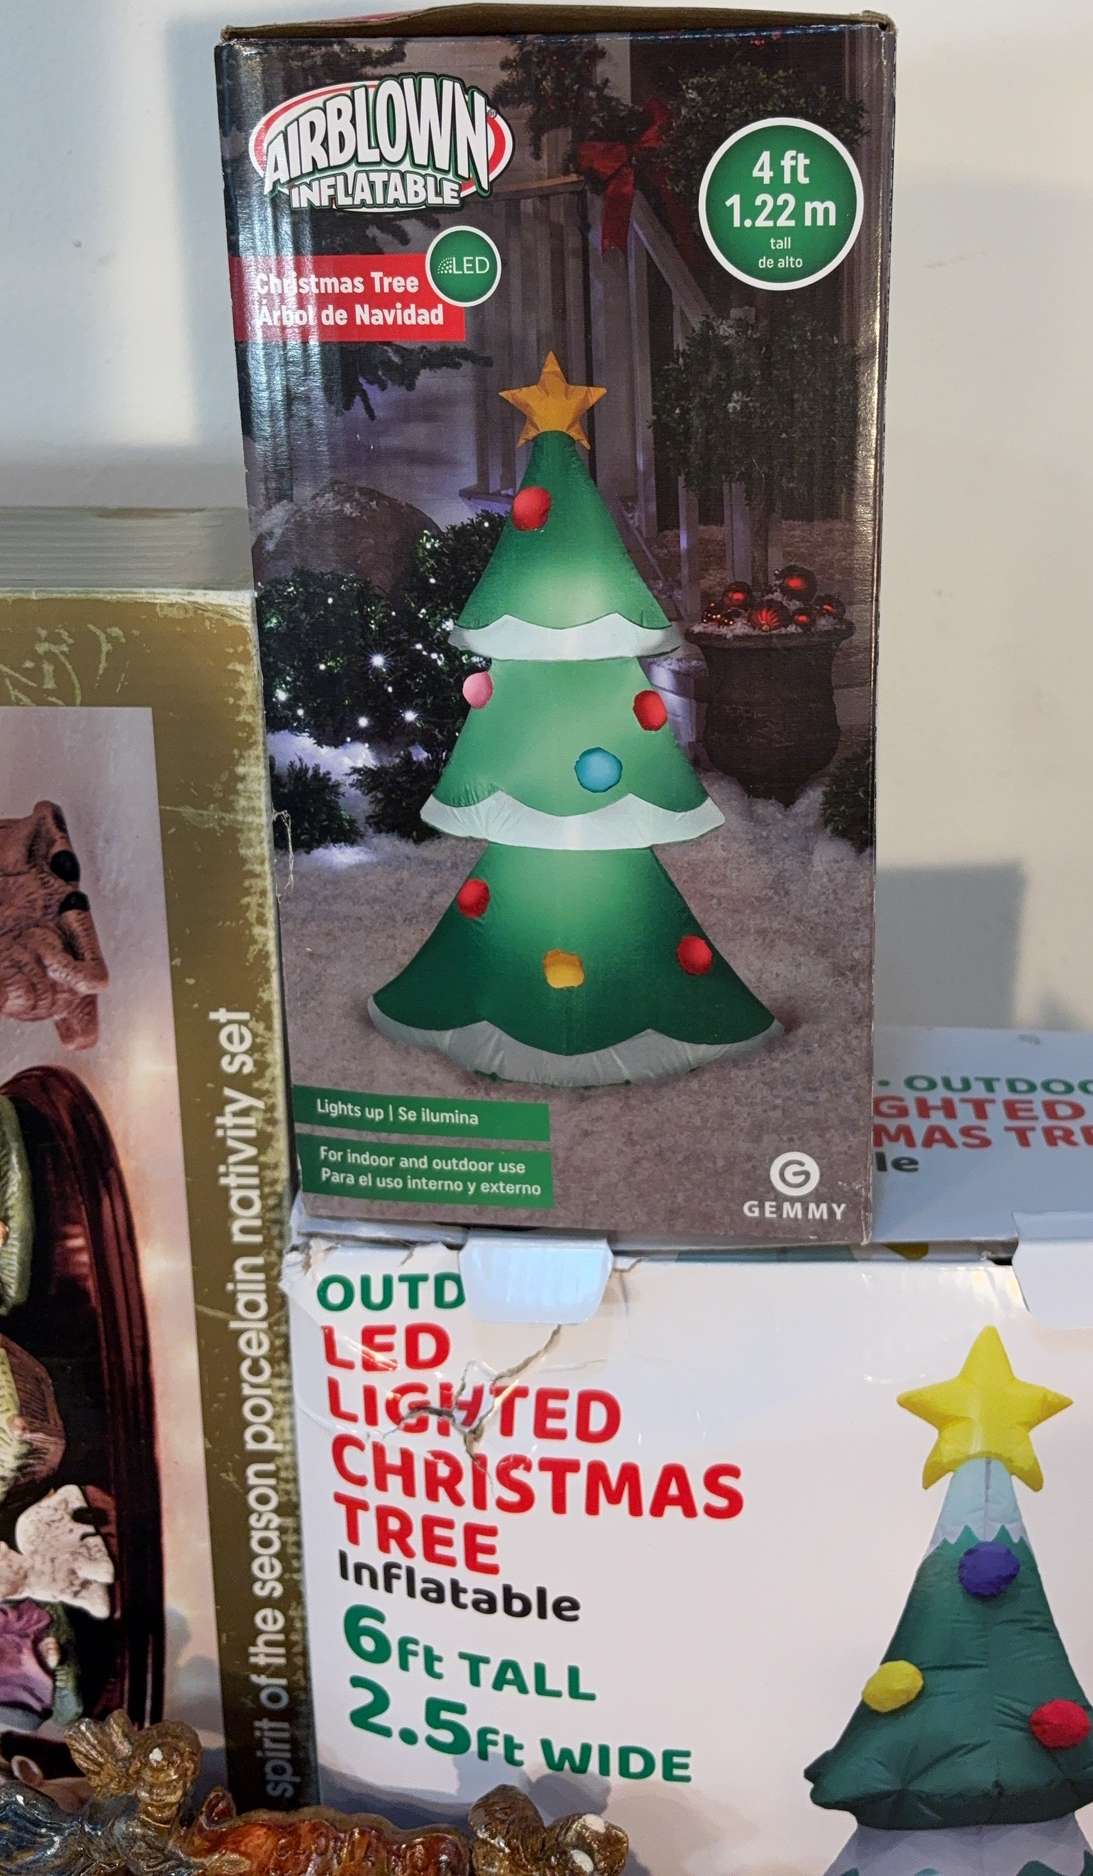 AIRBLOWN
INFLATABLE
4 ft
1.22 m
tall
de alto
LED
Christmas Tree
Árbol de Navidad
Lights up | Se ilumina
For indoor and outdoor use
Para el uso interno y externo
G
GEMMY
spirit of the season porcelain nativity set
• OUTDOO
GHTED
MAS TRE
le
OUTD
LED
LIGHTED
CHRISTMAS
TREE
Inflatable
6ft TALL
2.5ft WIDE